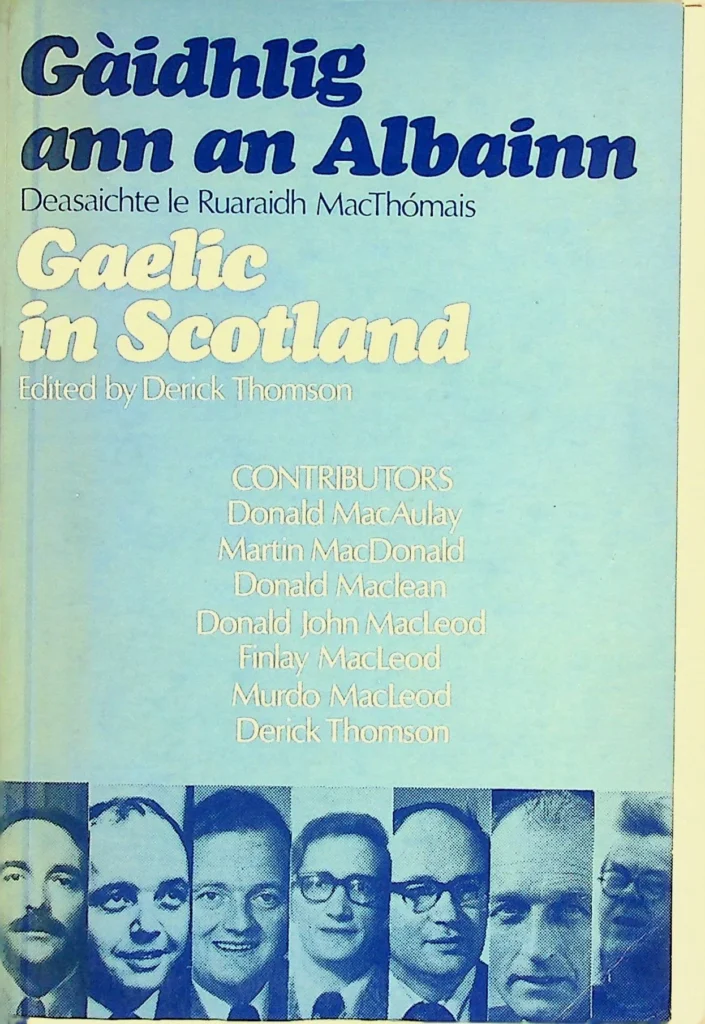 Gàidhlig
ann an Albainn
Deasaichte le Ruaraidh MacThómais
Gaelic
in Scotland
Edited by Derick Thomson
CONTRIBUTORS
Donald MacAulay
Martin MacDonald
Donald Maclean
Donald John MacLeod
Finlay MacLeod
Murdo MacLeod
Derick Thomson